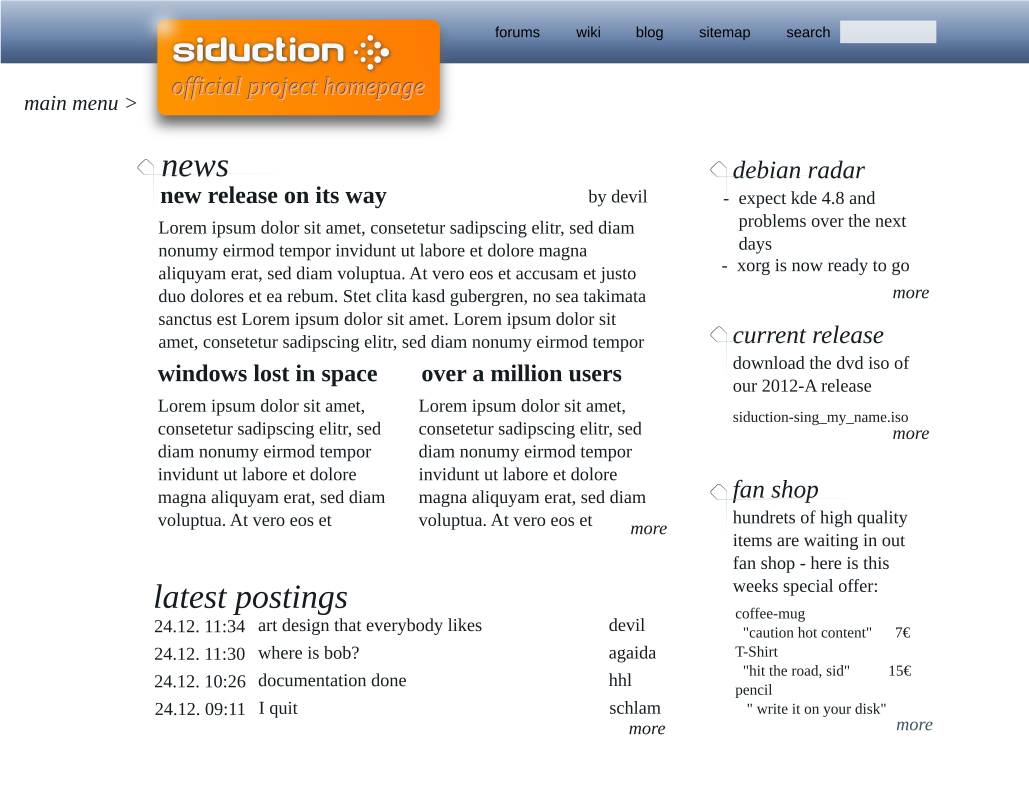 forums wiki blog sitemap search
siduction
official project homepage
main menu >
news
new release on its way by devil
Lorem ipsum dolor sit amet, consetetur sadipscing elitr, sed diam
nonumy eirmod tempor invidunt ut labore et dolore magna
aliquyam erat, sed diam voluptua. At vero eos et accusam et justo
duo dolores et ea rebum. Stet clita kasd gubergren, no sea takimata
sanctus est Lorem ipsum dolor sit amet. Lorem ipsum dolor sit
amet, consetetur sadipscing elitr, sed diam nonumy eirmod tempor
windows lost in space
Lorem ipsum dolor sit amet,
consetetur sadipscing elitr, sed
diam nonumy eirmod tempor
invidunt ut labore et dolore
magna aliquyam erat, sed diam
voluptua. At vero eos et
over a million users
Lorem ipsum dolor sit amet,
consetetur sadipscing elitr, sed
diam nonumy eirmod tempor
invidunt ut labore et dolore
magna aliquyam erat, sed diam
voluptua. At vero eos et
more
latest postings
24.12. 11:34 art design that everybody likes devil
24.12. 11:30 where is bob? agaida
24.12. 10:26 documentation done hhl
24.12. 09:11 I quit schlam
more
debian radar
- expect kde 4.8 and
problems over the next
days
- xorg is now ready to go
more
current release
download the dvd iso of
our 2012-A release
siduction-sing_my_name.iso
more
fan shop
hundrets of high quality
items are waiting in out
fan shop - here is this
weeks special offer:
coffee-mug
"caution hot content" 7€
T-Shirt
"hit the road, sid" 15€
pencil
" write it on your disk"
more